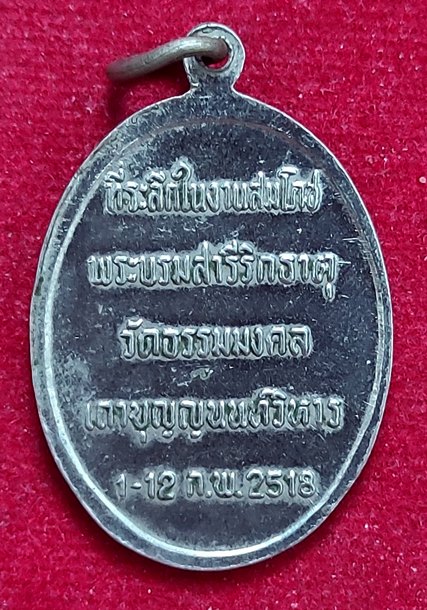 ที่ระลึกในงานสมโภช
พระบรมสารีริกธาตุ
วัดธรรมมงคล
เถาบุญญนนท์วิหาร
1-12 ก.พ. 2518